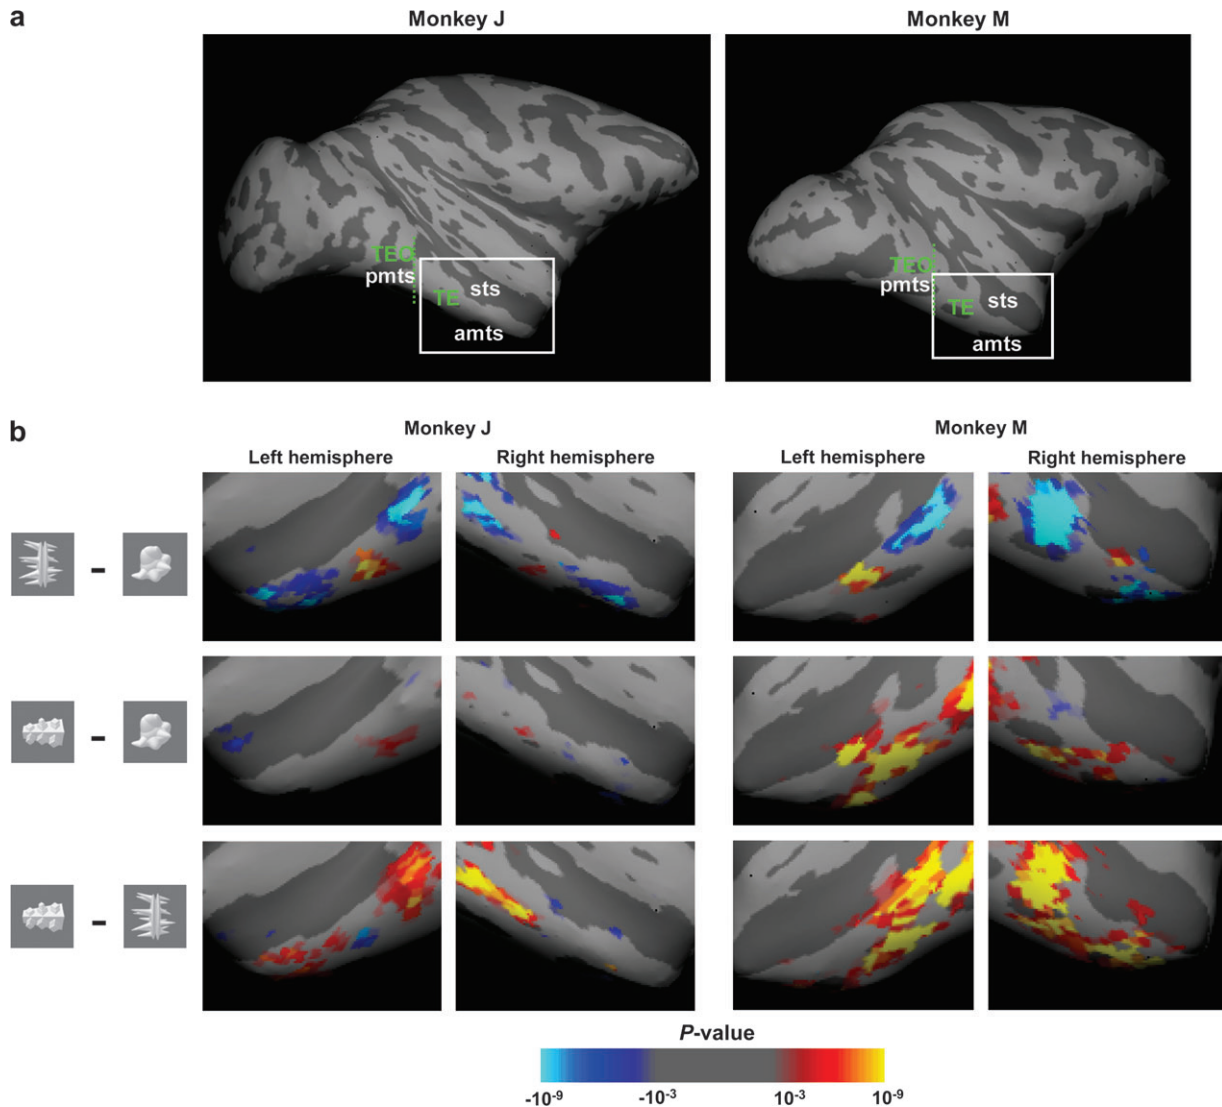 a
Monkey J
Monkey M
TEO
pmts
TE
sts
amts
TEO
pmts
TE
sts
amts
b
Monkey J
Monkey M
Left hemisphere
Right hemisphere
Left hemisphere
Right hemisphere
-
-
-
P-value
-10⁻⁹
-10⁻³
10⁻³
10⁻⁹